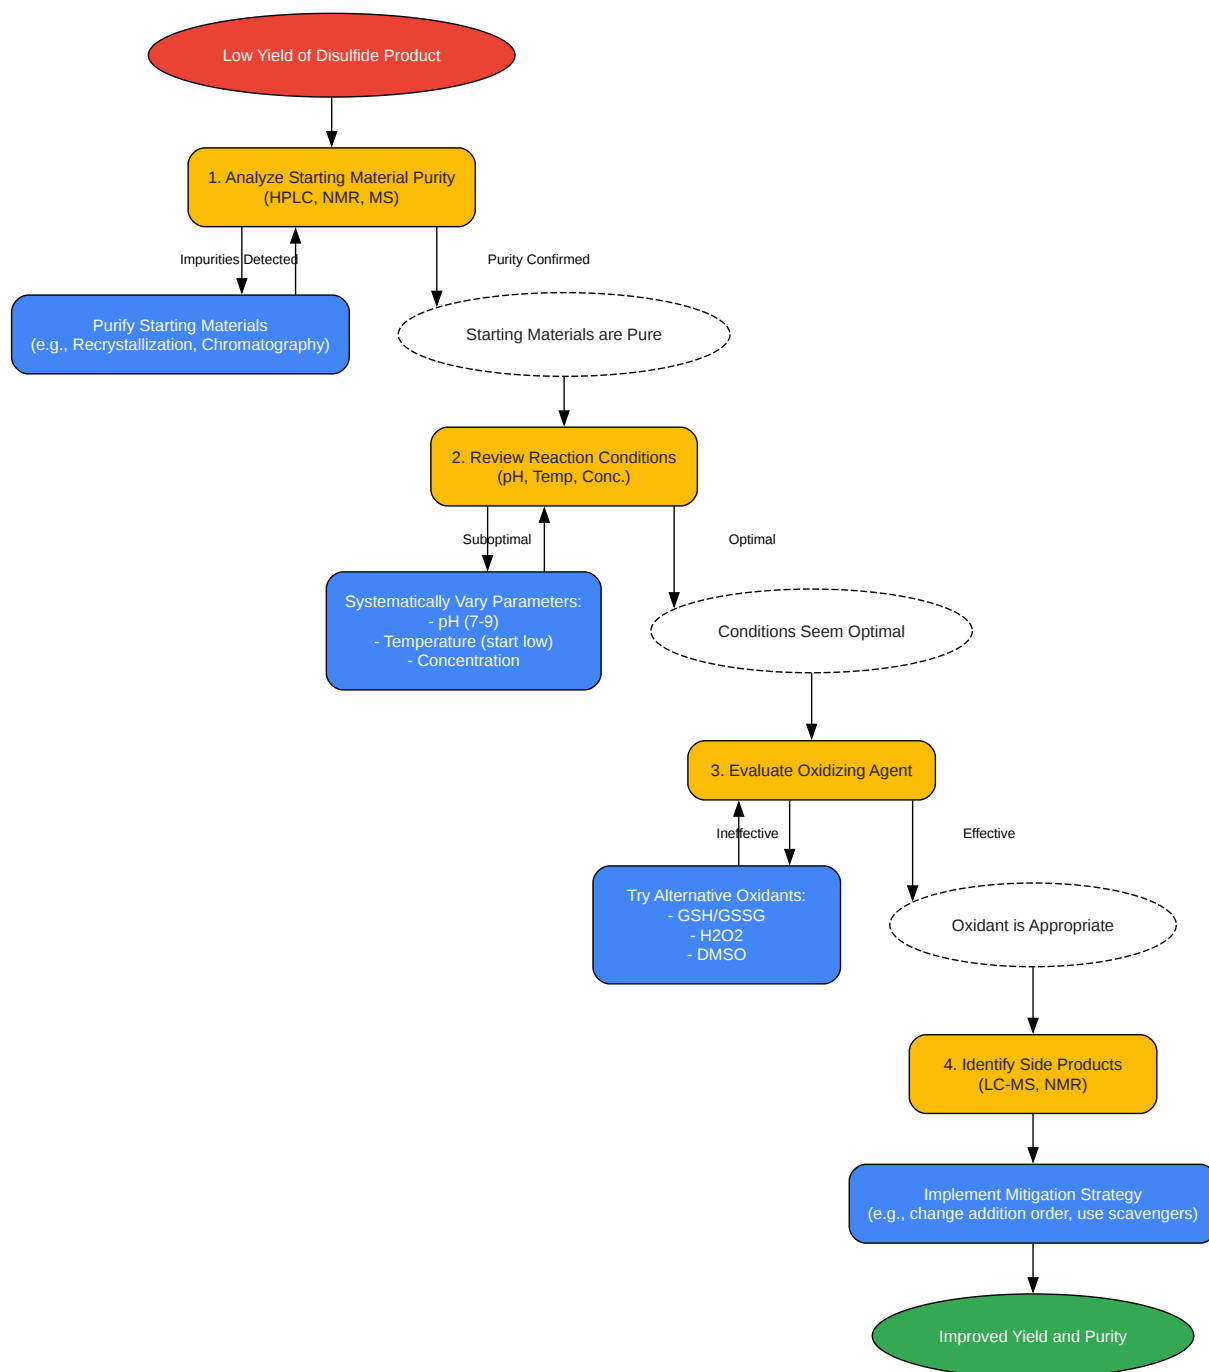 Low Yield of Disulfide Product
1. Analyze Starting Material Purity
(HPLC, NMR, MS)
Impurities Detected
Purity Confirmed
Purify Starting Materials
(e.g., Recrystallization, Chromatography)
Starting Materials are Pure
2. Review Reaction Conditions
(pH, Temp, Conc.)
Suboptimal
Optimal
Systematically Vary Parameters:
- pH (7-9)
- Temperature (start low)
- Concentration
Conditions Seem Optimal
3. Evaluate Oxidizing Agent
Ineffective
Effective
Try Alternative Oxidants:
- GSH/GSSG
- H2O2
- DMSO
Oxidant is Appropriate
4. Identify Side Products
(LC-MS, NMR)
Implement Mitigation Strategy
(e.g., change addition order, use scavengers)
Improved Yield and Purity